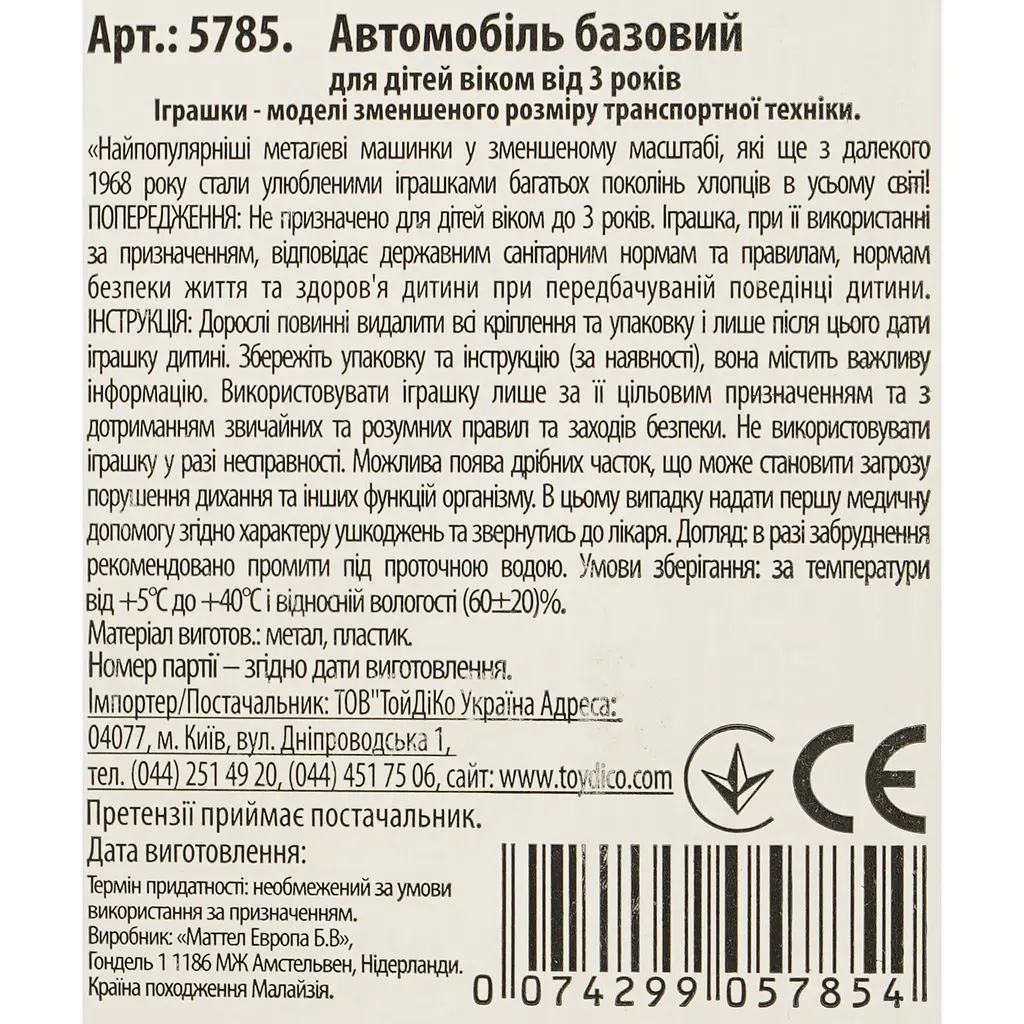 Арт.: 5785. Автомобіль базовий
для дітей віком від 3 років
Іграшки - моделі зменшеного розміру транспортної техніки.
«Найпопулярніші металеві машинки у зменшеному масштабі, які ще з далекого
1968 року стали улюбленими іграшками багатьох поколінь хлопців в усьому світі!
ПОПЕРЕДЖЕННЯ: Не призначено для дітей віком до 3 років. Іграшка, при її використанні
за призначенням, відповідає державним санітарним нормам та правилам, нормам
безпеки життя та здоров'я дитини при передбачуваній поведінці дитини.
ІНСТРУКЦІЯ: Дорослі повинні видалити всі кріплення та упаковку і лише після цього дати
іграшку дитині. Збережіть упаковку та інструкцію (за наявності), вона містить важливу
інформацію. Використовувати іграшку лише за її цільовим призначенням та з
дотриманням звичайних та розумних правил та заходів безпеки. Не використовувати
іграшку у разі несправності. Можлива поява дрібних часток, що може становити загрозу
порушення дихання та інших функцій організму. В цьому випадку надати першу медичну
допомогу згідно характеру ушкоджень та звернутись до лікаря. Догляд: в разі забруднення
рекомендовано промити під проточною водою. Умови зберігання: за температури
від +5°С до +40°С і відносній вологості (60±20)%.
Матеріал виготов.: метал, пластик.
Номер партії – згідно дати виготовлення.
Імпортер/Постачальник: ТОВ"ТойДіКо Україна Адреса:
04077, м. Київ, вул. Дніпроводська 1,
тел. (044) 251 49 20, (044) 451 75 06, сайт: www.toydico.com
Претензії приймає постачальник.
Дата виготовлення:
Термін придатності: необмежений за умови
використання за призначенням.
Виробник: «Маттел Європа Б.В»,
Гондель 1 1186 МЖ Амстельвен, Нідерланди.
Країна походження Малайзія.
CE
0 074299 057854